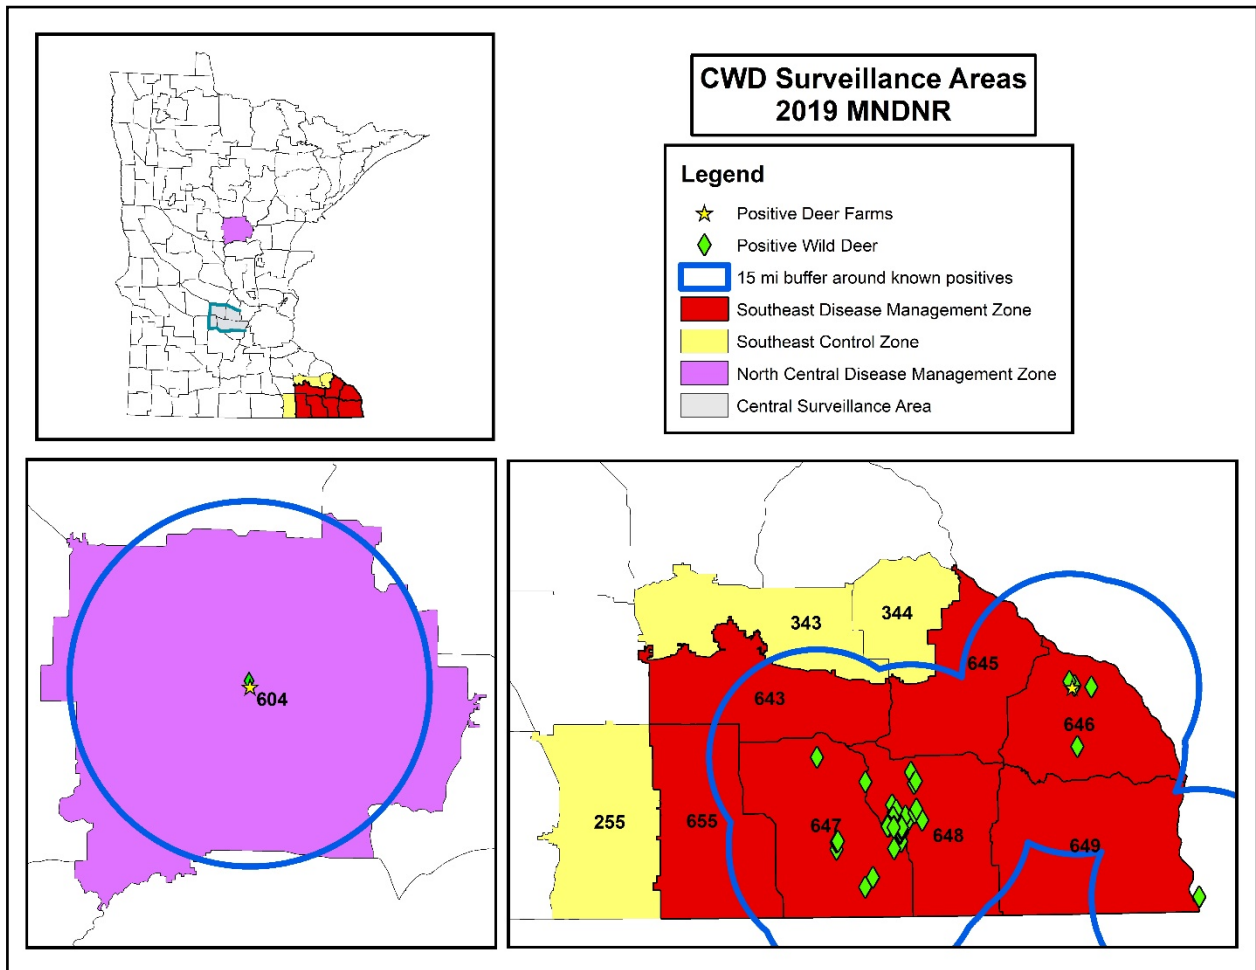 CWD Surveillance Areas
2019 MNDNR
Legend
Positive Deer Farms
Positive Wild Deer
15 mi buffer around known positives
Southeast Disease Management Zone
Southeast Control Zone
North Central Disease Management Zone
Central Surveillance Area
604
343
344
645
643
646
255
655
647
648
649